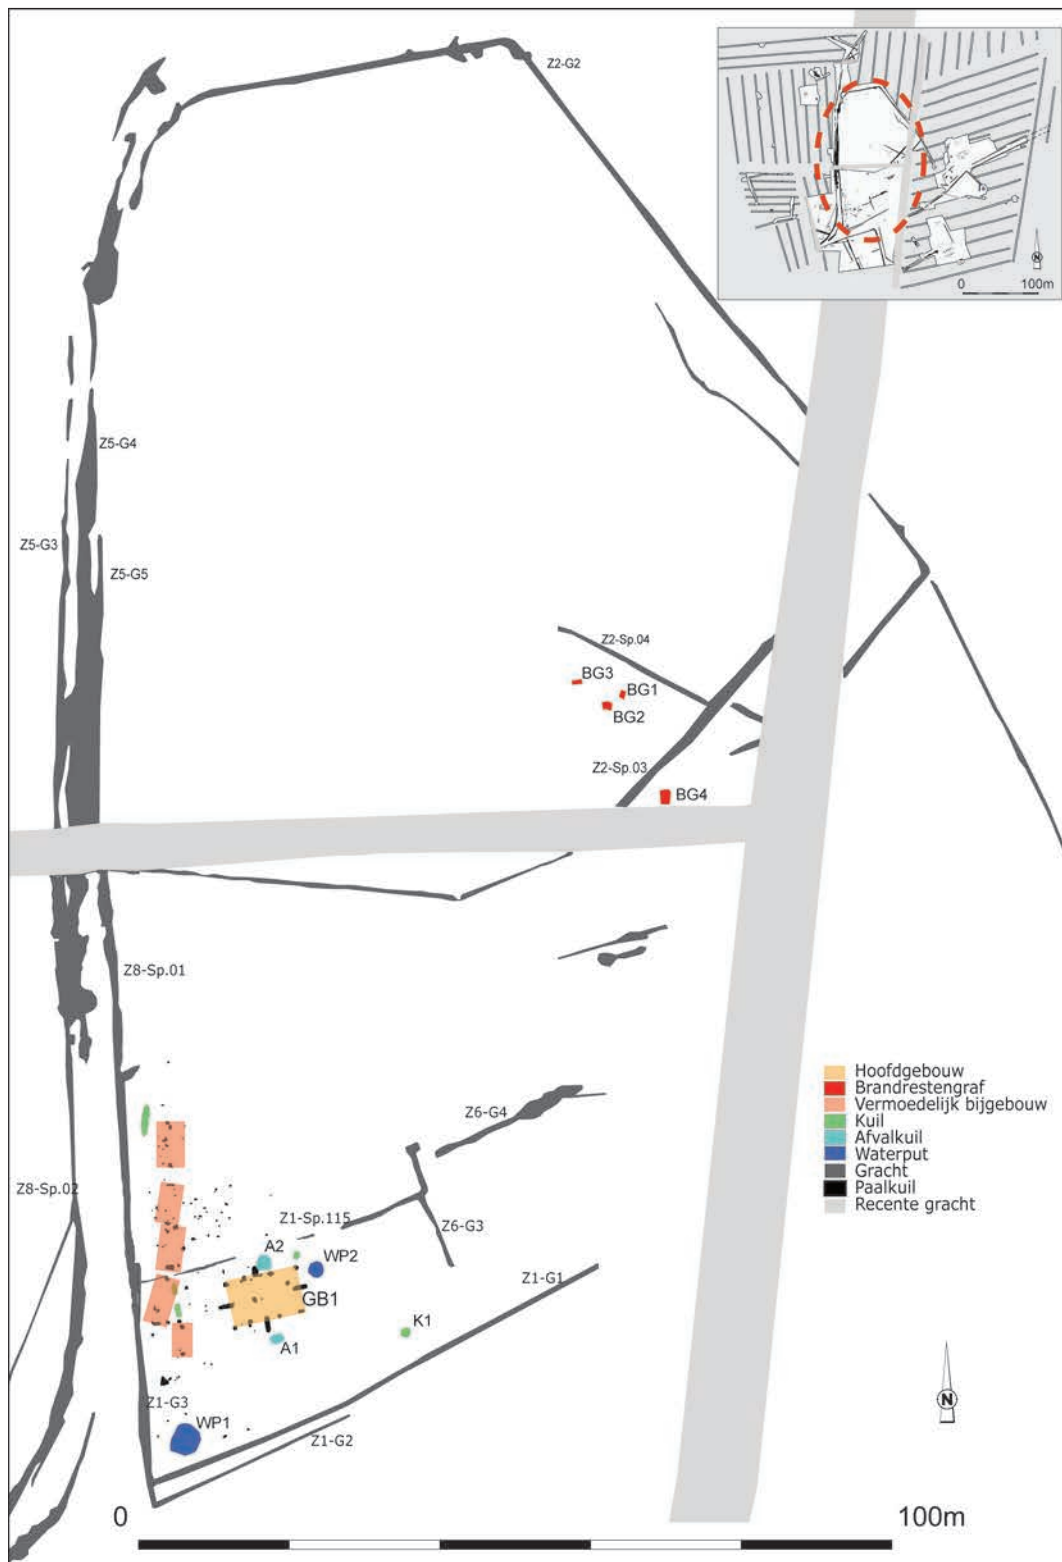 Z2-G2
N
0 100m
Z5-G4
Z5-G3
Z5-G5
Z2-Sp.04
BG3
BG1
BG2
Z2-Sp.03
BG4
Z8-Sp.01
Hoofdgebouw
Brandrestengraf
Vermoedelijk bijgebouw
Kuil
Afvalkuil
Waterput
Gracht
Paalkuil
Recente gracht
Z6-G4
Z8-Sp.02
Z1-Sp.115
Z6-G3
A2
WP2
Z1-G1
GB1
K1
A1
Z1-G3
N
WP1
Z1-G2
0 100m